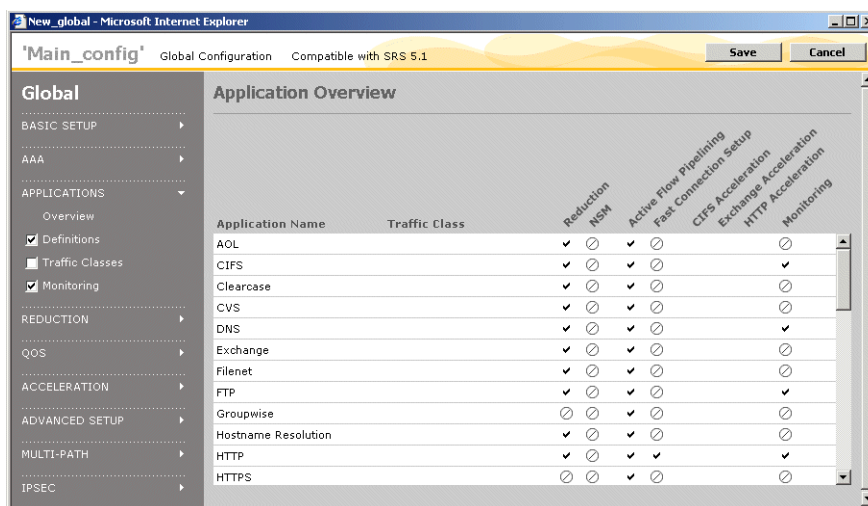 New_global - Microsoft Internet Explorer
'Main_config' Global Configuration Compatible with SRS 5.1 Save Cancel
Global
BASIC SETUP
AAA
APPLICATIONS
Overview
Definitions
Traffic Classes
Monitoring
REDUCTION
QOS
ACCELERATION
ADVANCED SETUP
MULTI-PATH
IPSEC
Application Overview
Application Name Traffic Class Reduction NSM Active Flow Pipelining Fast Connection Setup CIFS Acceleration Exchange Acceleration HTTP Acceleration Monitoring
AOL
CIFS
Clearcase
CVS
DNS
Exchange
Filenet
FTP
Groupwise
Hostname Resolution
HTTP
HTTPS